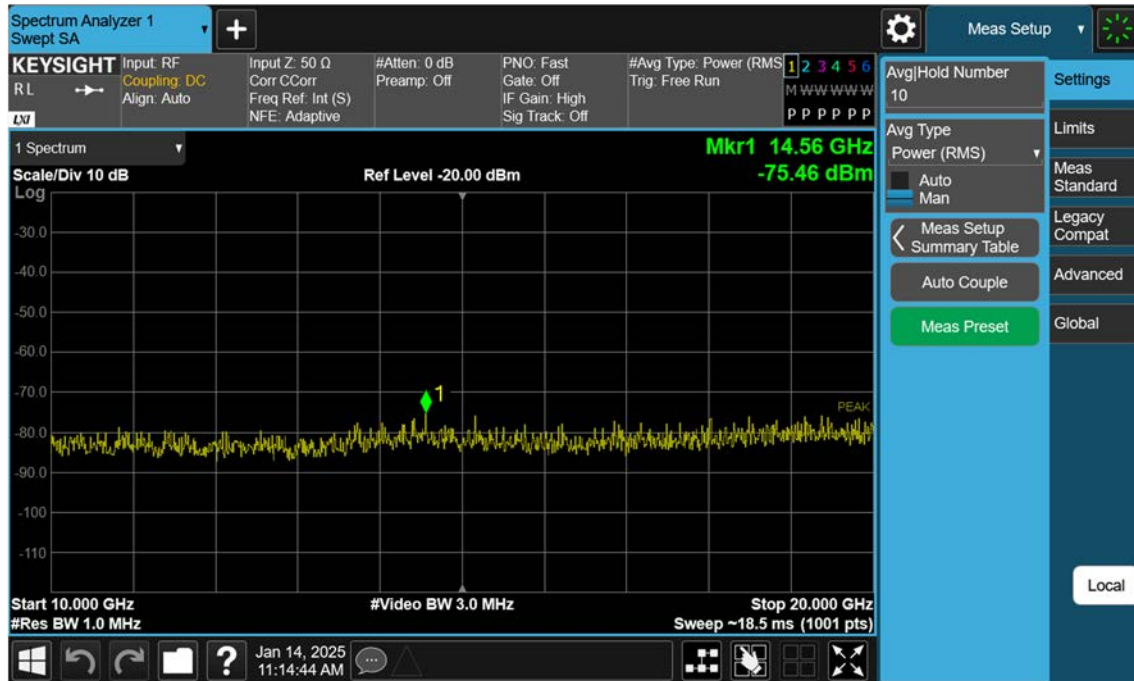 Spectrum Analyzer 1
Swept SA
+
Meas Setup
KEYSIGHT
R L
LXI
Input: RF
Coupling: DC
Align: Auto
Input Z: 50 Ω
Corr CCorr
Freq Ref: Int (S)
NFE: Adaptive
#Atten: 0 dB
Preamp: Off
PNO: Fast
Gate: Off
IF Gain: High
Sig Track: Off
#Avg Type: Power (RMS
Trig: Free Run
1 2 3 4 5 6
M W W W W W
P P P P P P
1 Spectrum
Mkr1 14.56 GHz
-75.46 dBm
Scale/Div 10 dB
Ref Level -20.00 dBm
Log
-30.0
-40.0
-50.0
-60.0
-70.0
1
PEAK
-80.0
-90.0
-100
-110
Start 10.000 GHz
#Video BW 3.0 MHz
Stop 20.000 GHz
#Res BW 1.0 MHz
Sweep ~18.5 ms (1001 pts)
Avg|Hold Number
10
Avg Type
Power (RMS)
Auto
Man
Meas Setup
Summary Table
Auto Couple
Meas Preset
Settings
Limits
Meas
Standard
Legacy
Compat
Advanced
Global
Local
?
Jan 14, 2025
11:14:44 AM